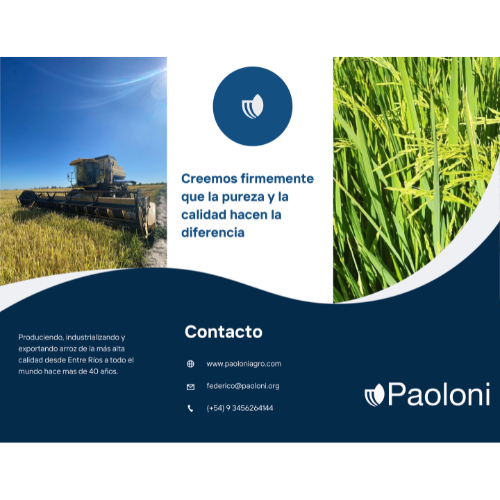 Creemos firmemente
que la pureza y la
calidad hacen la
diferencia
Produciendo, industrializando y
exportando arroz de la más alta
calidad desde Entre Rios a todo el
mundo hace mas de 40 años.
Contacto
www.paoloniagro.com
federico@paoloni.org
(+54) 9 3456264144
Paoloni